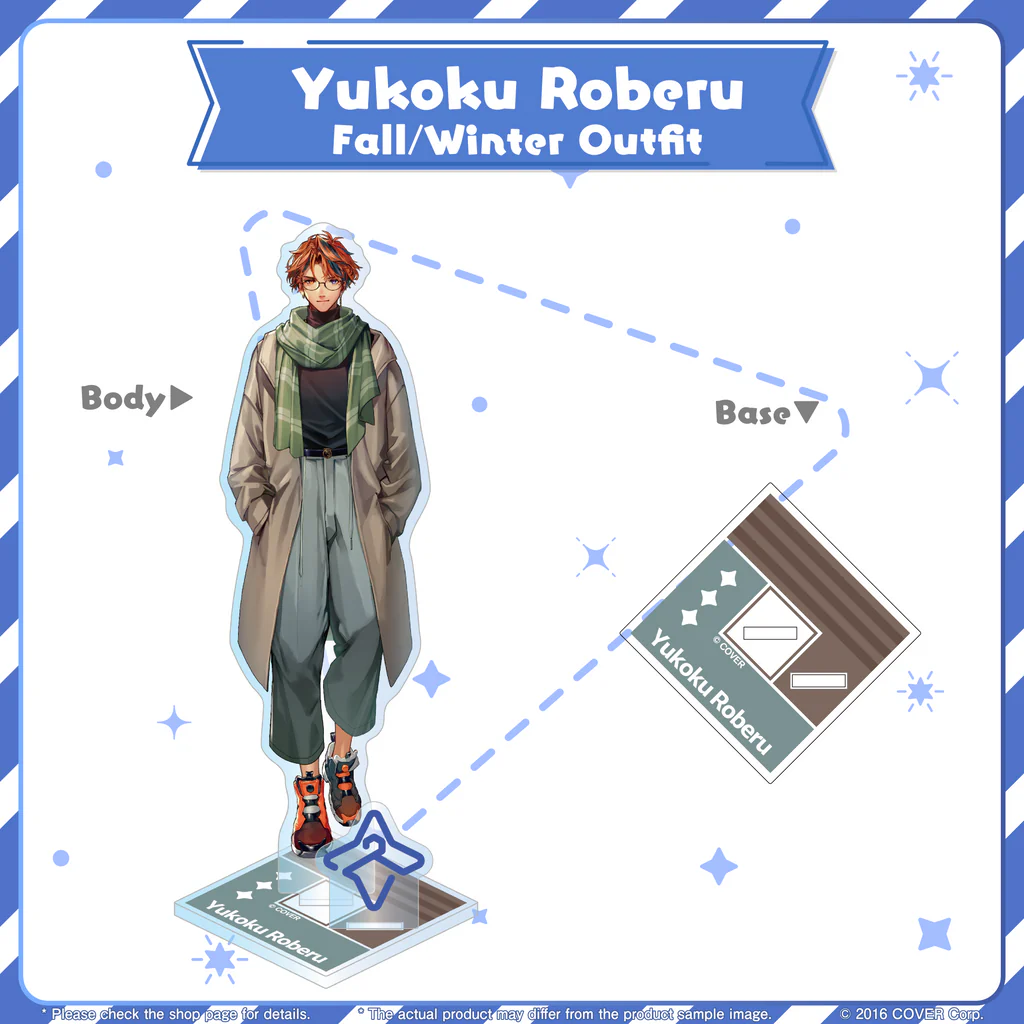 Yukoku Roberu
Fall/Winter Outfit
Body▶
Base▼
© COVER
Yukoku Roberu
© COVER
Yukoku Roberu
* Please check the shop page for details.
* The actual product may differ from the product sample image.
© 2016 COVER Corp.